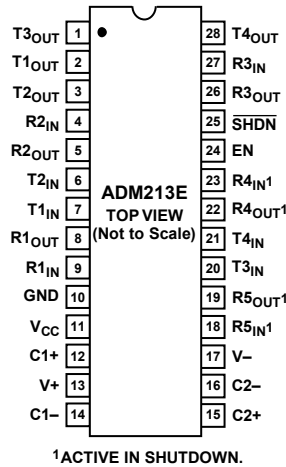 T3OUT 1 28 T4OUT
T1OUT 2 27 R3IN
T2OUT 3 26 R3OUT
R2IN 4 25 SHDN
R2OUT 5 24 EN
T2IN 6 23 R4IN1
T1IN 7 22 R4OUT1
R1OUT 8 21 T4IN
R1IN 9 20 T3IN
GND 10 19 R5OUT1
VCC 11 18 R5IN1
C1+ 12 17 V–
V+ 13 16 C2–
C1– 14 15 C2+
ADM213E
TOP VIEW
(Not to Scale)
1ACTIVE IN SHUTDOWN.